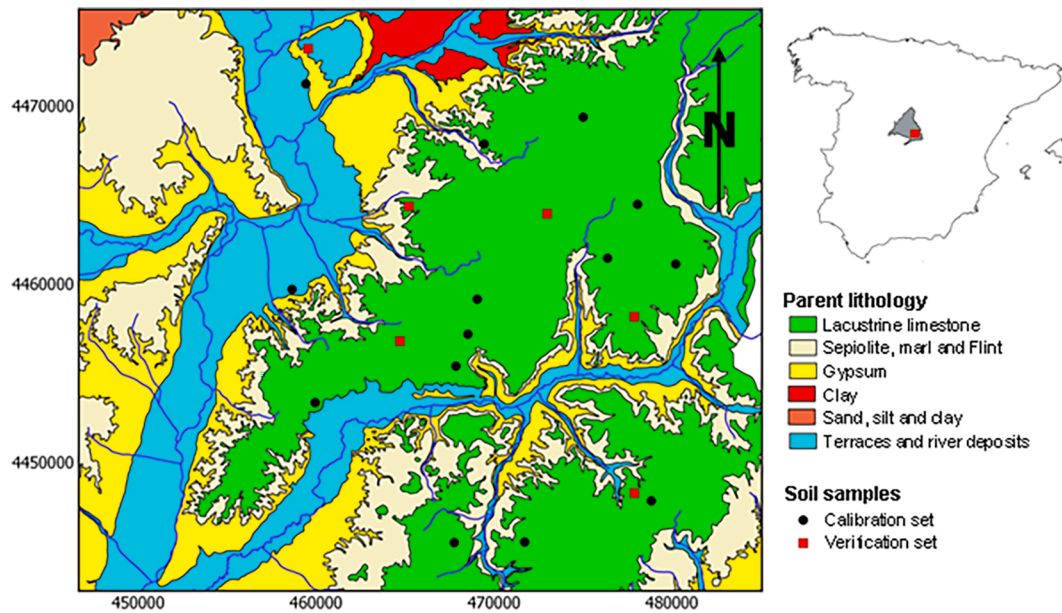 4470000
4460000
4450000
450000 460000 470000 480000
N
Parent lithology
Lacustrine limestone
Sepiolite, marl and Flint
Gypsum
Clay
Sand, silt and clay
Terraces and river deposits
Soil samples
Calibration set
Verification set